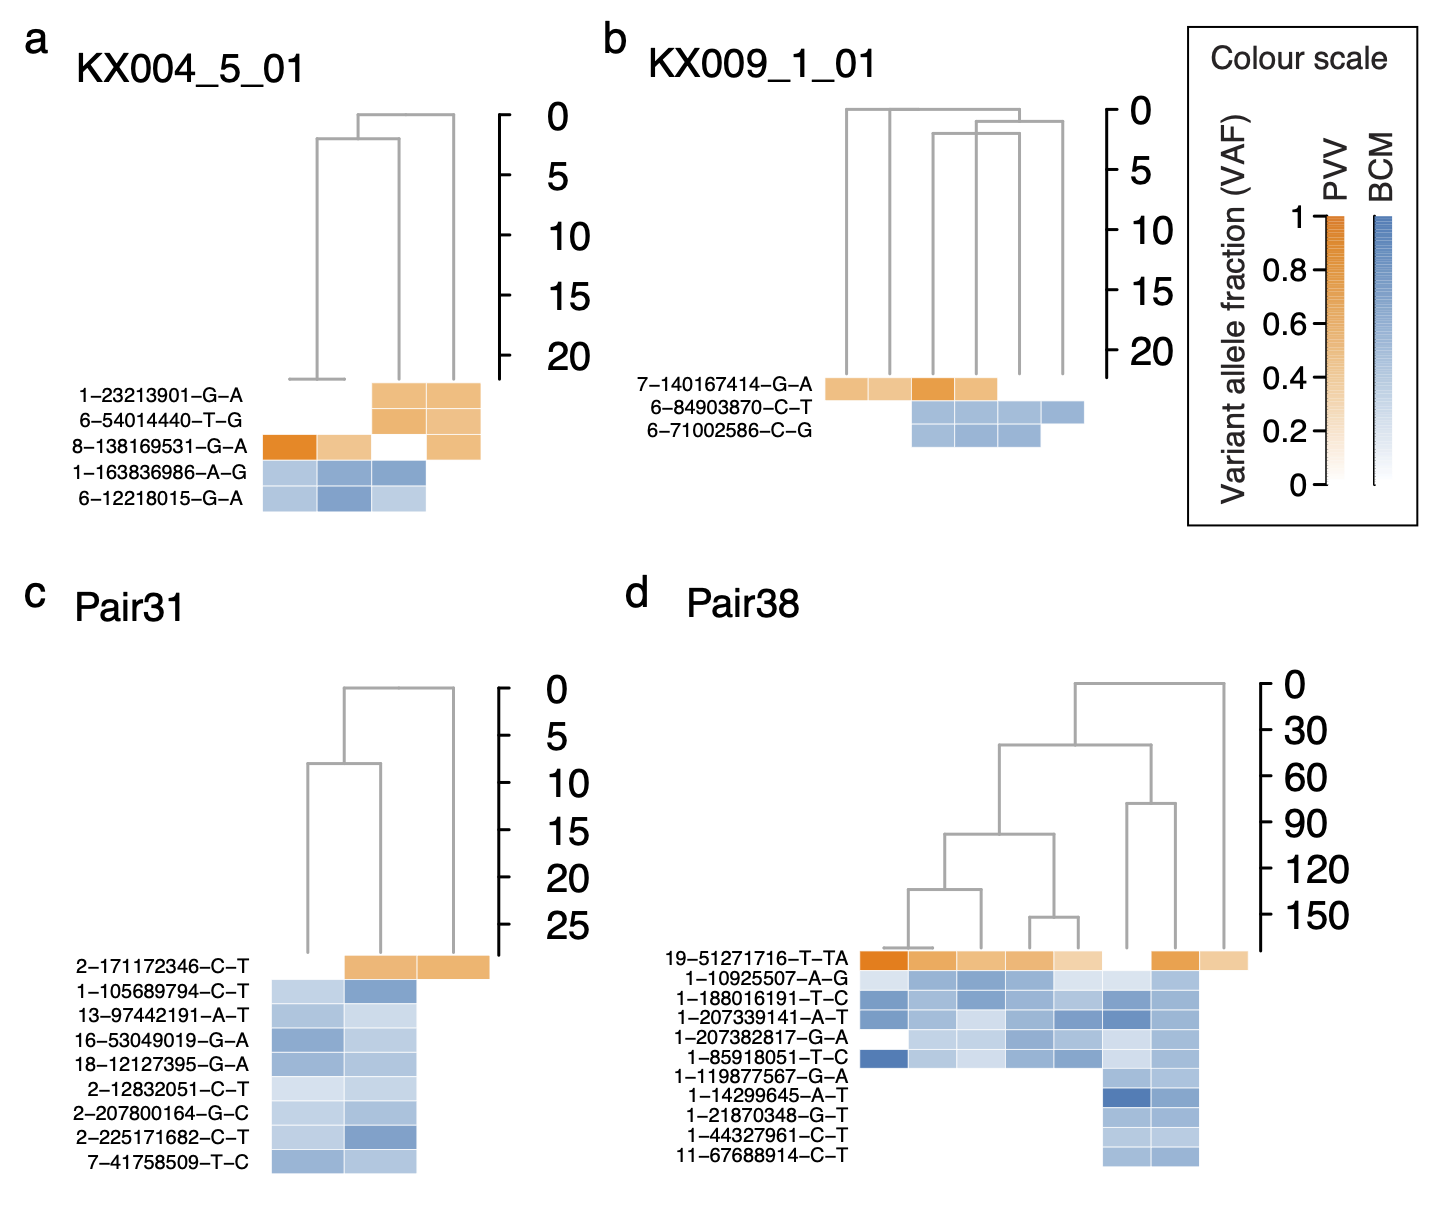 a
KX004_5_01
0
5
10
15
20
1–23213901–G–A
6–54014440–T–G
8–138169531–G–A
1–163836986–A–G
6–12218015–G–A
b
KX009_1_01
0
5
10
15
20
7–140167414–G–A
6–84903870–C–T
6–71002586–C–G
Colour scale
Variant allele fraction (VAF)
PVV
BCM
1
0.8
0.6
0.4
0.2
0
c
Pair31
0
5
10
15
20
25
2–171172346–C–T
1–105689794–C–T
13–97442191–A–T
16–53049019–G–A
18–12127395–G–A
2–12832051–C–T
2–207800164–G–C
2–225171682–C–T
7–41758509–T–C
d
Pair38
0
30
60
90
120
150
19–51271716–T–TA
1–10925507–A–G
1–188016191–T–C
1–207339141–A–T
1–207382817–G–A
1–85918051–T–C
1–119877567–G–A
1–14299645–A–T
1–21870348–G–T
1–44327961–C–T
11–67688914–C–T